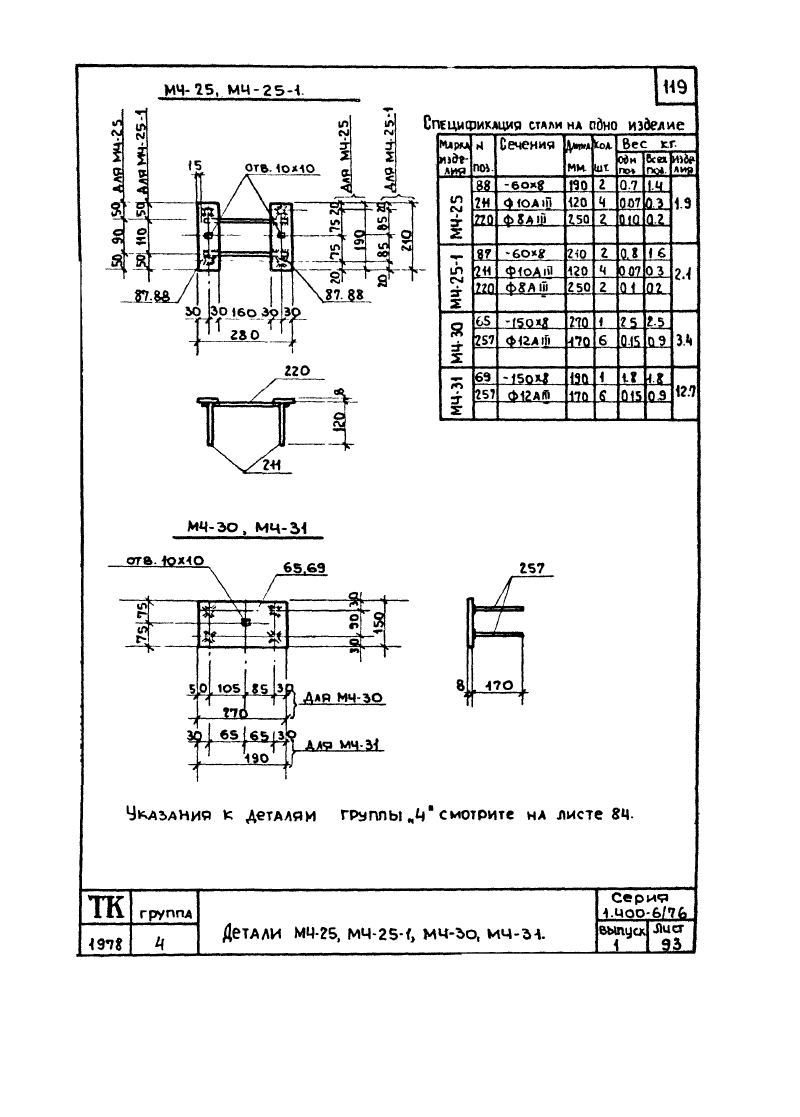 119
МЧ-25, МЧ-25-1.
для МЧ-25
для МЧ-25-1
для МЧ-25
для МЧ-25-1
15
отв. 10х10
50 50 20 20
90 110 75 190 85 210
50 50 75 85
20 20
87.88 87.88
30 30 160 30 30
280
220
8
120
211
Спецификация стали на одно изделие
Марка изделия N поз. Сечения Длина мм. Кол. шт. Вес кг.
одн поз Всех поз. Изделия
МЧ-25 88 -60х8 190 2 0.7 1.4 1.9
211 Ф10АIII 120 4 0.07 0.3
220 Ф8АIII 250 2 0.10 0.2
МЧ-25-1 87 -60х8 210 2 0.8 1.6 2.1
211 Ф10АIII 120 4 0.07 0.3
220 Ф8АIII 250 2 0.1 0.2
МЧ-30 65 -150х8 270 1 2.5 2.5 3.4
257 Ф12АIII 170 6 0.15 0.9
МЧ-31 69 -150х8 190 1 1.8 1.8 12.7
257 Ф12АIII 170 6 0.15 0.9
МЧ-30, МЧ-31
отв. 10х10
65,69
75 75
30 90 30 150
50 105 85 30
270
для МЧ-30
30 65 65 30
190
для МЧ-31
257
8 170
Указания к деталям группы „4" смотрите на листе 84.
ТК группа
1978 4
Детали МЧ-25, МЧ-25-1, МЧ-30, МЧ-31.
Серия
1.400-6/76
выпуск Лист
1 93